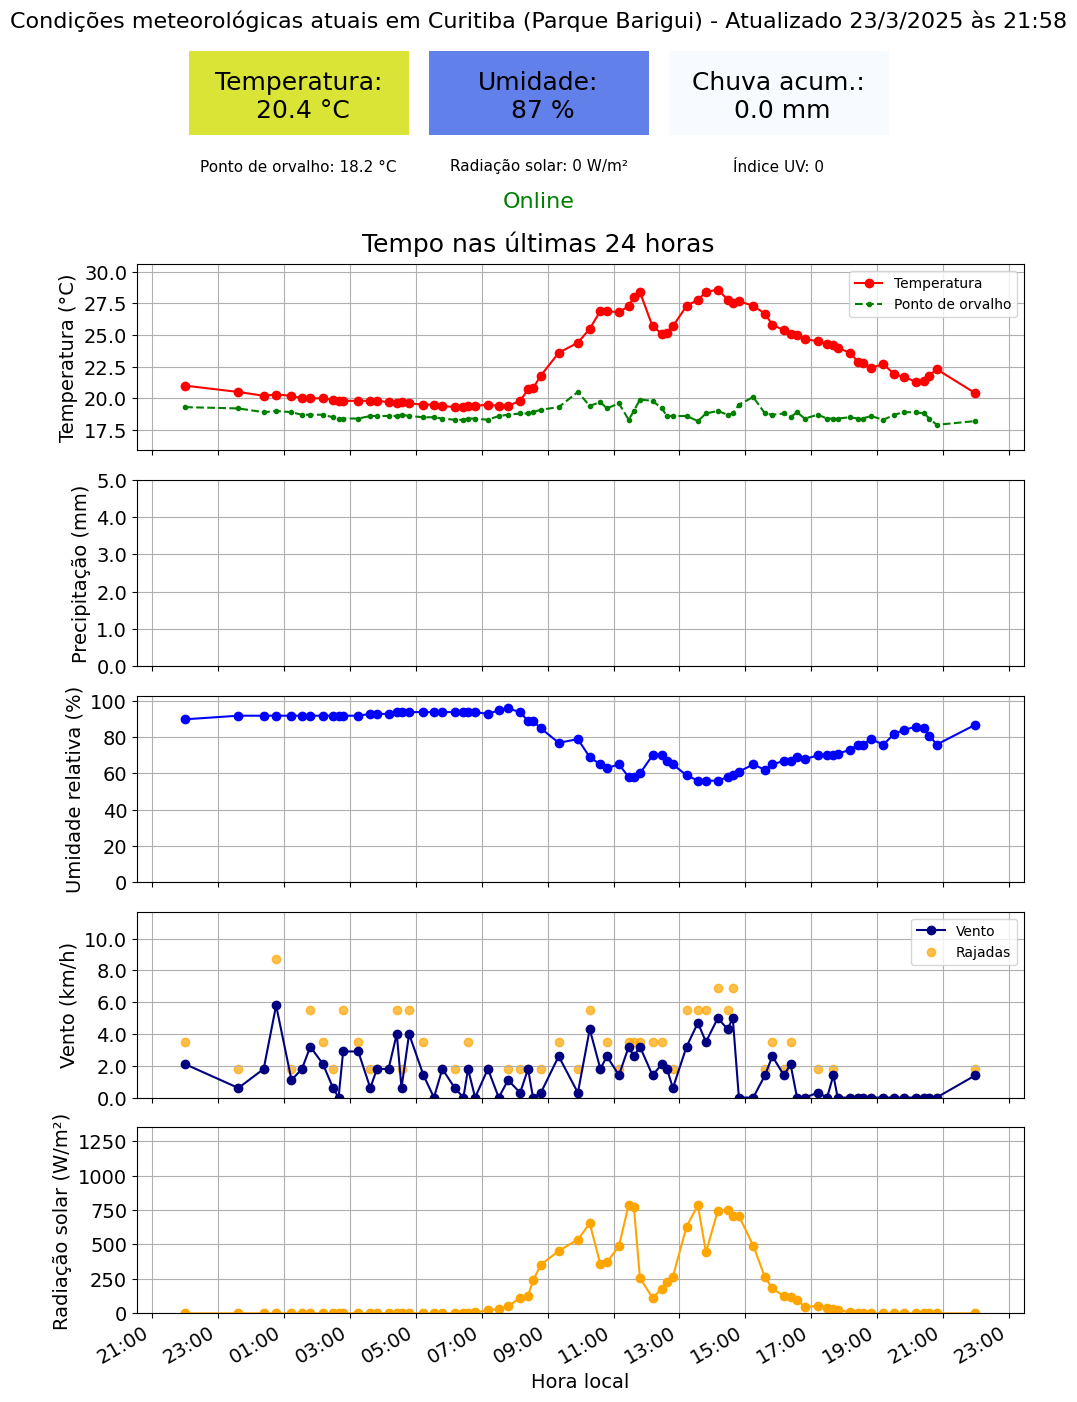 Condições meteorológicas atuais em Curitiba (Parque Barigui) - Atualizado 23/3/2025 às 21:58
Temperatura:
20.4 °C
Umidade:
87 %
Chuva acum.:
0.0 mm
Ponto de orvalho: 18.2 °C
Radiação solar: 0 W/m²
Índice UV: 0
Online
Tempo nas últimas 24 horas
Temperatura (°C)
30.0
27.5
25.0
22.5
20.0
17.5
Temperatura
Ponto de orvalho
Precipitação (mm)
5.0
4.0
3.0
2.0
1.0
0.0
Umidade relativa (%)
100
80
60
40
20
0
Vento (km/h)
10.0
8.0
6.0
4.0
2.0
0.0
Vento
Rajadas
Radiação solar (W/m²)
1250
1000
750
500
250
0
21:00
23:00
01:00
03:00
05:00
07:00
09:00
11:00
13:00
15:00
17:00
19:00
21:00
23:00
Hora local